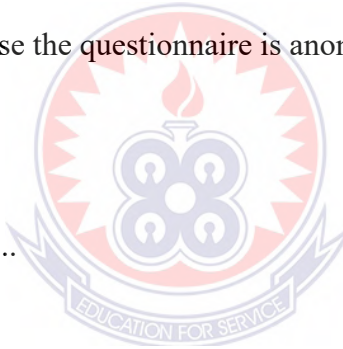 se the questionnaire is anon
..
EDUCATION FOR SERVICE